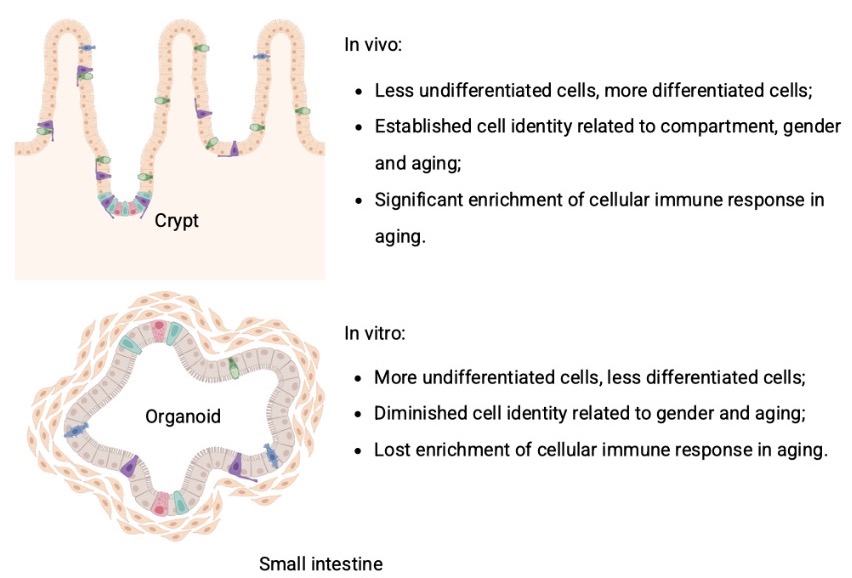 In vivo:
• Less undifferentiated cells, more differentiated cells;
• Established cell identity related to compartment, gender
and aging;
• Significant enrichment of cellular immune response in
aging.
Crypt
In vitro:
• More undifferentiated cells, less differentiated cells;
• Diminished cell identity related to gender and aging;
• Lost enrichment of cellular immune response in aging.
Organoid
Small intestine